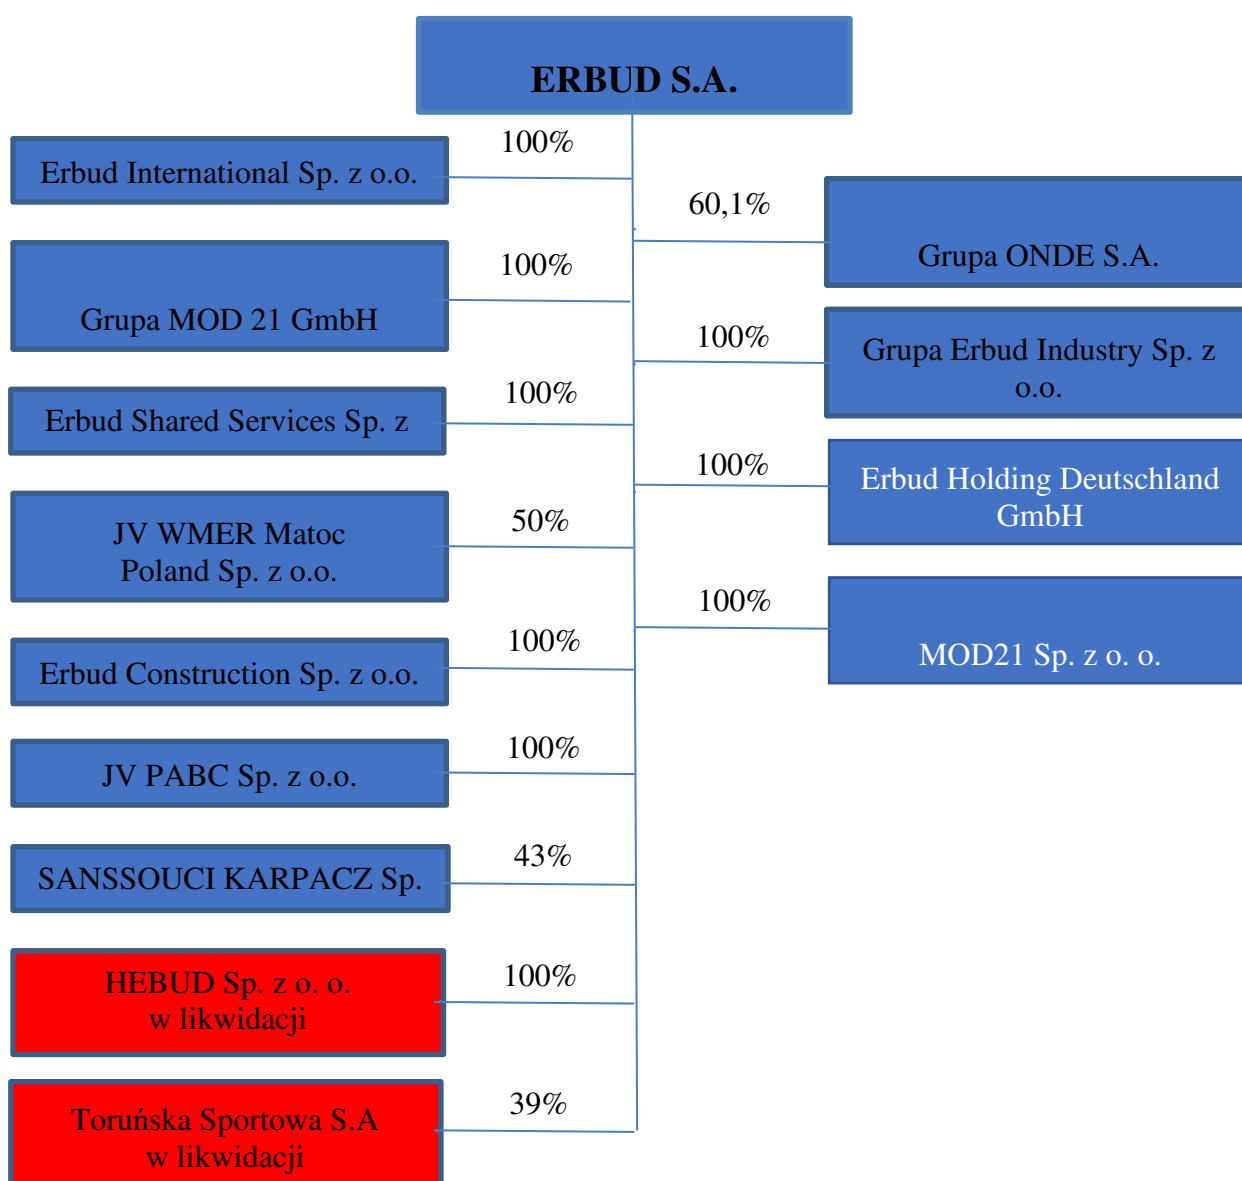 ERBUD S.A.
100%
Erbud International Sp. z o.o.
60,1%
Grupa ONDE S.A.
100%
Grupa MOD 21 GmbH
100%
Grupa Erbud Industry Sp. z
o.o.
100%
Erbud Shared Services Sp. z
100%
Erbud Holding Deutschland
GmbH
50%
JV WMER Matoc
Poland Sp. z o.o.
100%
MOD21 Sp. z o. o.
100%
Erbud Construction Sp. z o.o.
100%
JV PABC Sp. z o.o.
43%
SANSSOUCI KARPACZ Sp.
100%
HEBUD Sp. z o. o.
w likwidacji
39%
Toruńska Sportowa S.A
w likwidacji